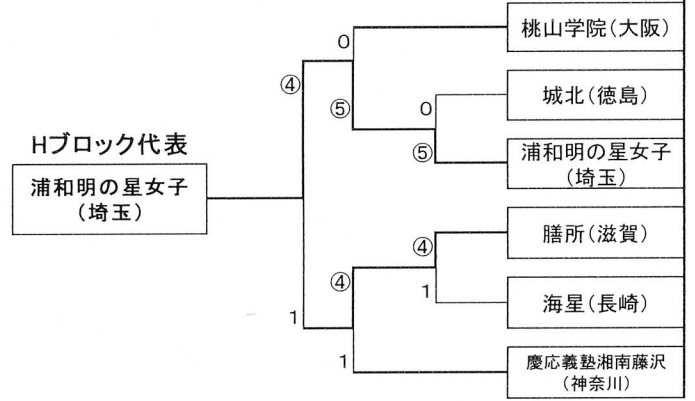 桃山学院(大阪)
0
④
城北(徳島)
⑤
0
Hブロック代表
浦和明の星女子
(埼玉)
⑤
浦和明の星女子
(埼玉)
膳所(滋賀)
④
④
1
海星(長崎)
1
1
慶応義塾湘南藤沢
(神奈川)